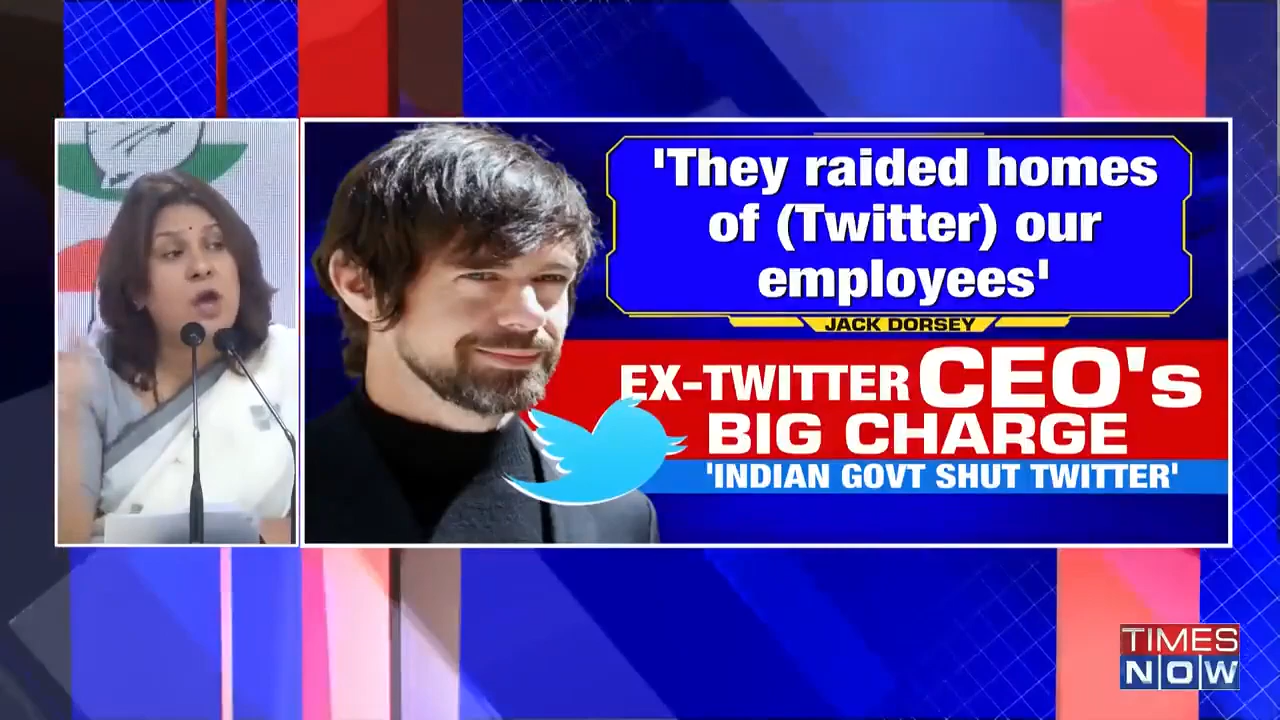 'They raided homes
of (Twitter) our
employees'
JACK DORSEY
EX-TWITTER CEO's
BIG CHARGE
'INDIAN GOVT SHUT TWITTER'
TIMES
NOW